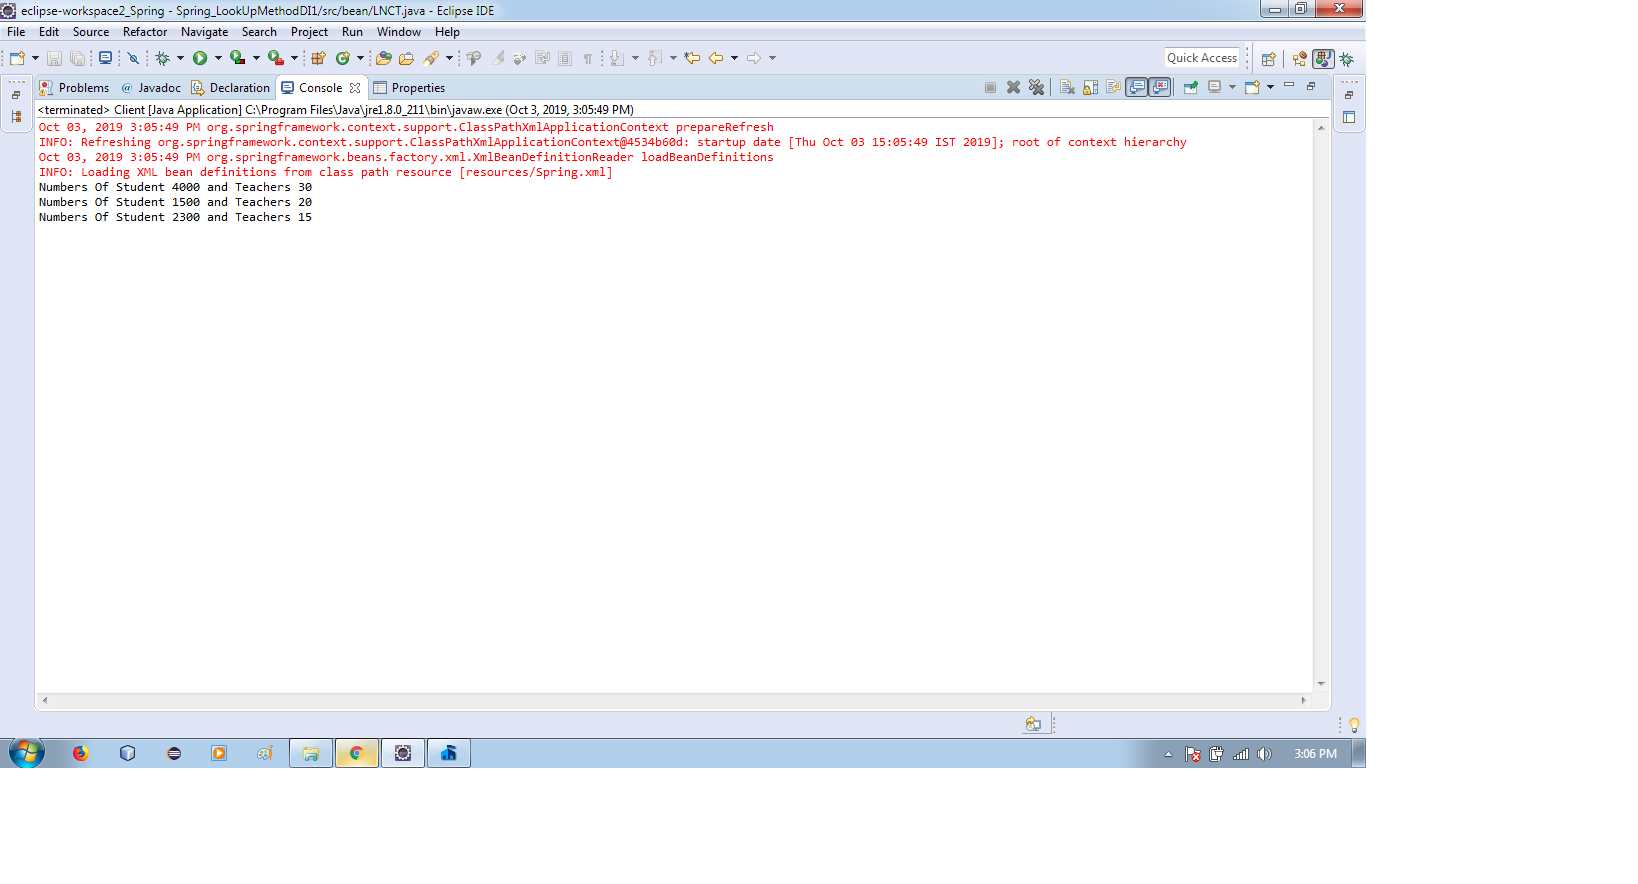 eclipse-workspace2_Spring - Spring_LookUpMethodDI1/src/bean/LNCT.java - Eclipse IDE
File Edit Source Refactor Navigate Search Project Run Window Help
Quick Access
Problems @ Javadoc Declaration Console Properties
<terminated> Client [Java Application] C:\Program Files\Java\jre1.8.0_211\bin\javaw.exe (Oct 3, 2019, 3:05:49 PM)
Oct 03, 2019 3:05:49 PM org.springframework.context.support.ClassPathXmlApplicationContext prepareRefresh
INFO: Refreshing org.springframework.context.support.ClassPathXmlApplicationContext@4534b60d: startup date [Thu Oct 03 15:05:49 IST 2019]; root of context hierarchy
Oct 03, 2019 3:05:49 PM org.springframework.beans.factory.xml.XmlBeanDefinitionReader loadBeanDefinitions
INFO: Loading XML bean definitions from class path resource [resources/Spring.xml]
Numbers Of Student 4000 and Teachers 30
Numbers Of Student 1500 and Teachers 20
Numbers Of Student 2300 and Teachers 15
3:06 PM